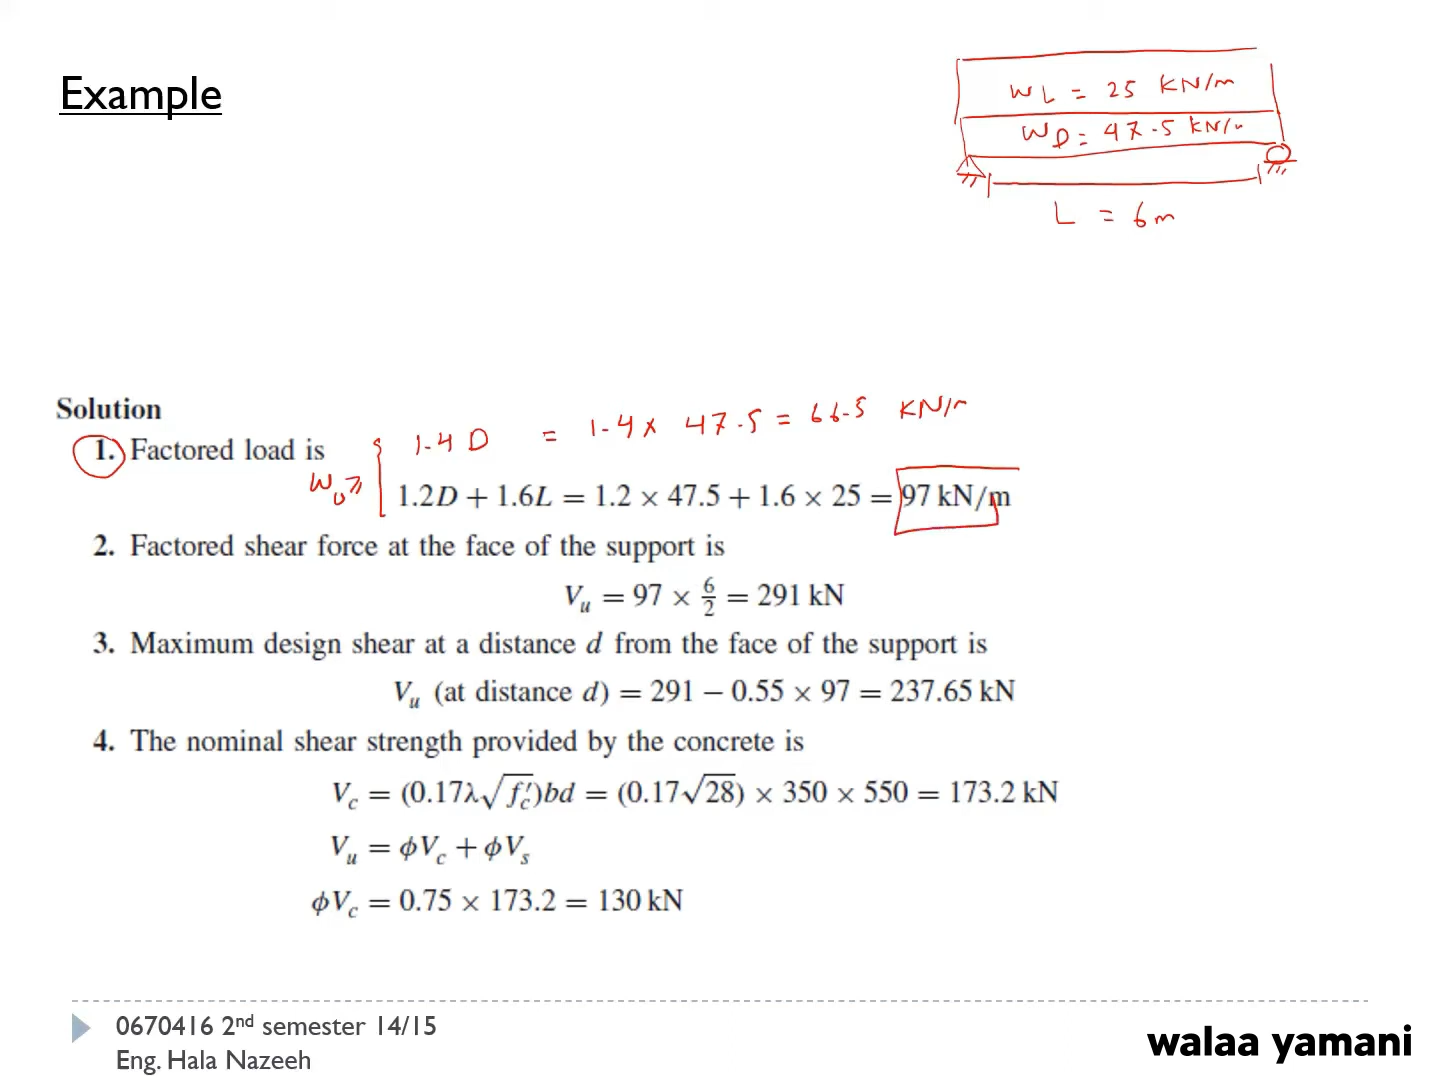 Example
WL = 25 KN/m
WD = 47.5 KN/m
L = 6m
Solution
1.4 D = 1.4 x 47.5 = 66.5 KN/m
1. Factored load is
Wu ≥
1.2D + 1.6L = 1.2 × 47.5 + 1.6 × 25 = 97 kN/m
2. Factored shear force at the face of the support is
Vu = 97 × 6/2 = 291 kN
3. Maximum design shear at a distance d from the face of the support is
Vu (at distance d) = 291 − 0.55 × 97 = 237.65 kN
4. The nominal shear strength provided by the concrete is
Vc = (0.17λ√f′c)bd = (0.17√28) × 350 × 550 = 173.2 kN
Vu = ϕVc + ϕVs
ϕVc = 0.75 × 173.2 = 130 kN
0670416 2nd semester 14/15
Eng. Hala Nazeeh
walaa yamani